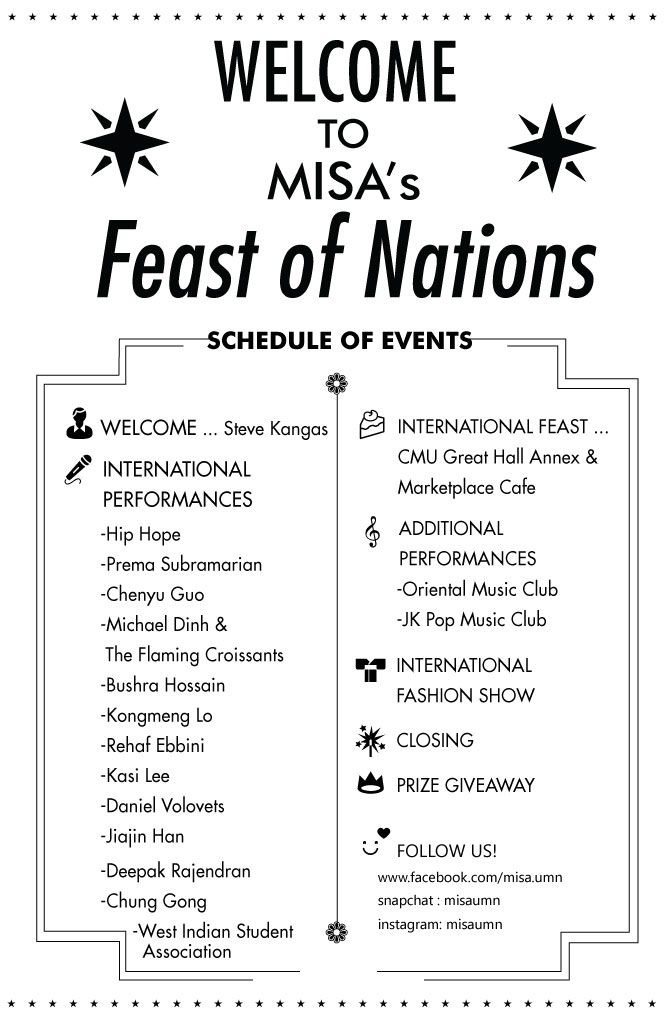 WELCOME
TO
MISA's
Feast of Nations
SCHEDULE OF EVENTS
WELCOME ... Steve Kangas
INTERNATIONAL
PERFORMANCES
-Hip Hope
-Prema Subramarian
-Chenyu Guo
-Michael Dinh &
The Flaming Croissants
-Bushra Hossain
-Kongmeng Lo
-Rehaf Ebbini
-Kasi Lee
-Daniel Volovets
-Jiajin Han
-Deepak Rajendran
-Chung Gong
-West Indian Student
Association
INTERNATIONAL FEAST ...
CMU Great Hall Annex &
Marketplace Cafe
ADDITIONAL
PERFORMANCES
-Oriental Music Club
-JK Pop Music Club
INTERNATIONAL
FASHION SHOW
CLOSING
PRIZE GIVEAWAY
FOLLOW US!
www.facebook.com/misa.umn
snapchat : misaumn
instagram: misaumn